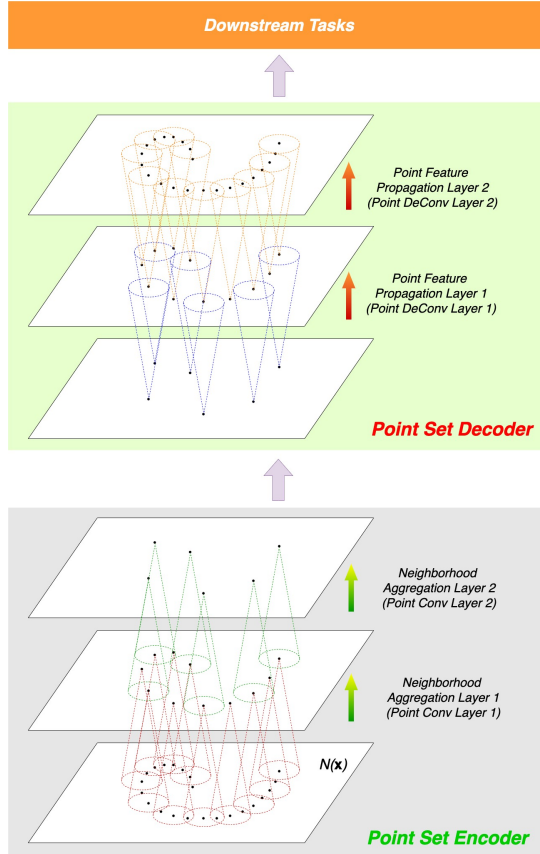 Downstream Tasks
Point Feature
Propagation Layer 2
(Point DeConv Layer 2)
Point Feature
Propagation Layer 1
(Point DeConv Layer 1)
Point Set Decoder
Neighborhood
Aggregation Layer 2
(Point Conv Layer 2)
Neighborhood
Aggregation Layer 1
(Point Conv Layer 1)
N(x)
Point Set Encoder